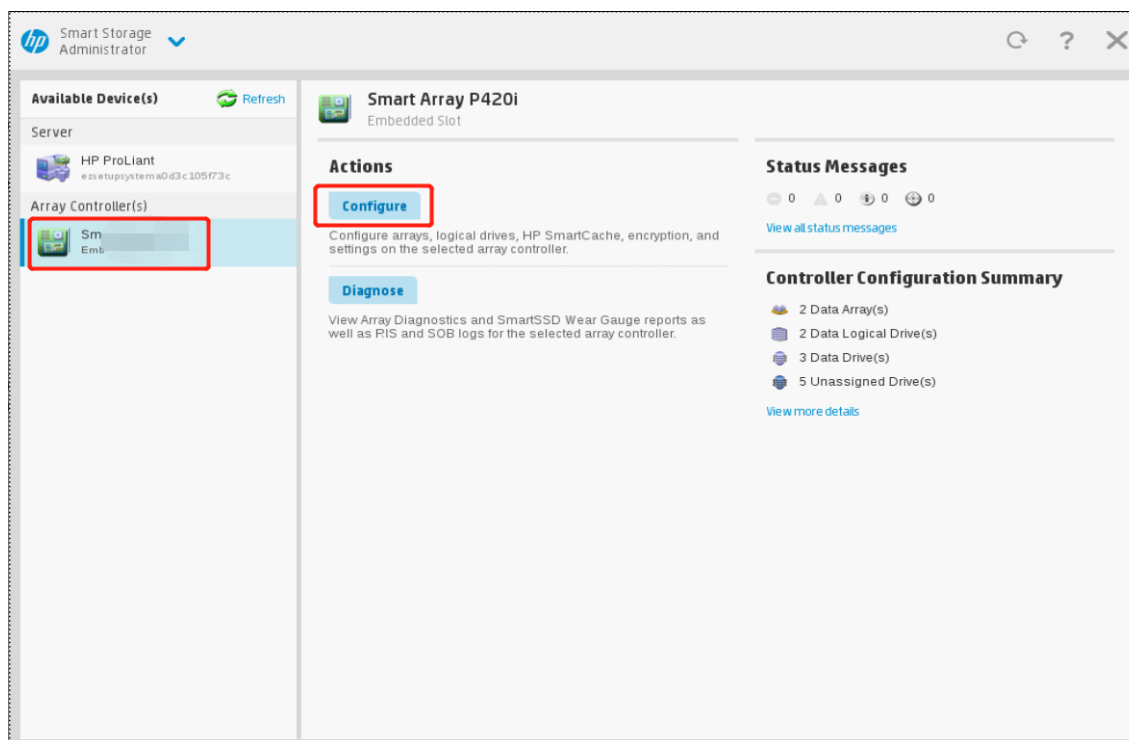 hp
Smart Storage
Administrator
Available Device(s)
Refresh
Server
HP ProLiant
ezsetupsystema0d3c105f73c
Array Controller(s)
Sm
Emb
Smart Array P420i
Embedded Slot
Actions
Configure
Configure arrays, logical drives, HP SmartCache, encryption, and
settings on the selected array controller.
Diagnose
View Array Diagnostics and SmartSSD Wear Gauge reports as
well as RIS and SOB logs for the selected array controller.
Status Messages
0 0 0 0
View all status messages
Controller Configuration Summary
2 Data Array(s)
2 Data Logical Drive(s)
3 Data Drive(s)
5 Unassigned Drive(s)
View more details